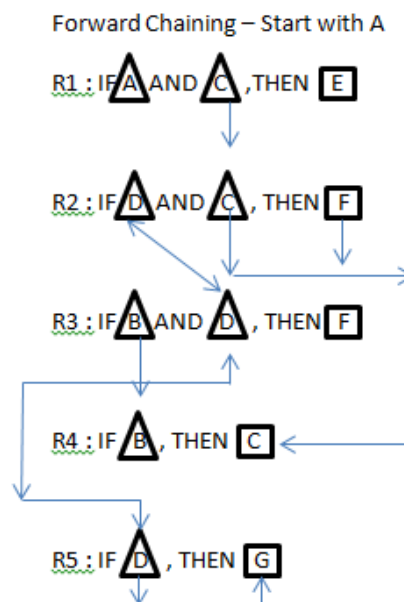 Forward Chaining – Start with A
R1 : IF A AND C ,THEN E
R2 : IF D AND C , THEN F
R3 : IF B AND D , THEN F
R4 : IF B , THEN C
R5 : IF D , THEN G